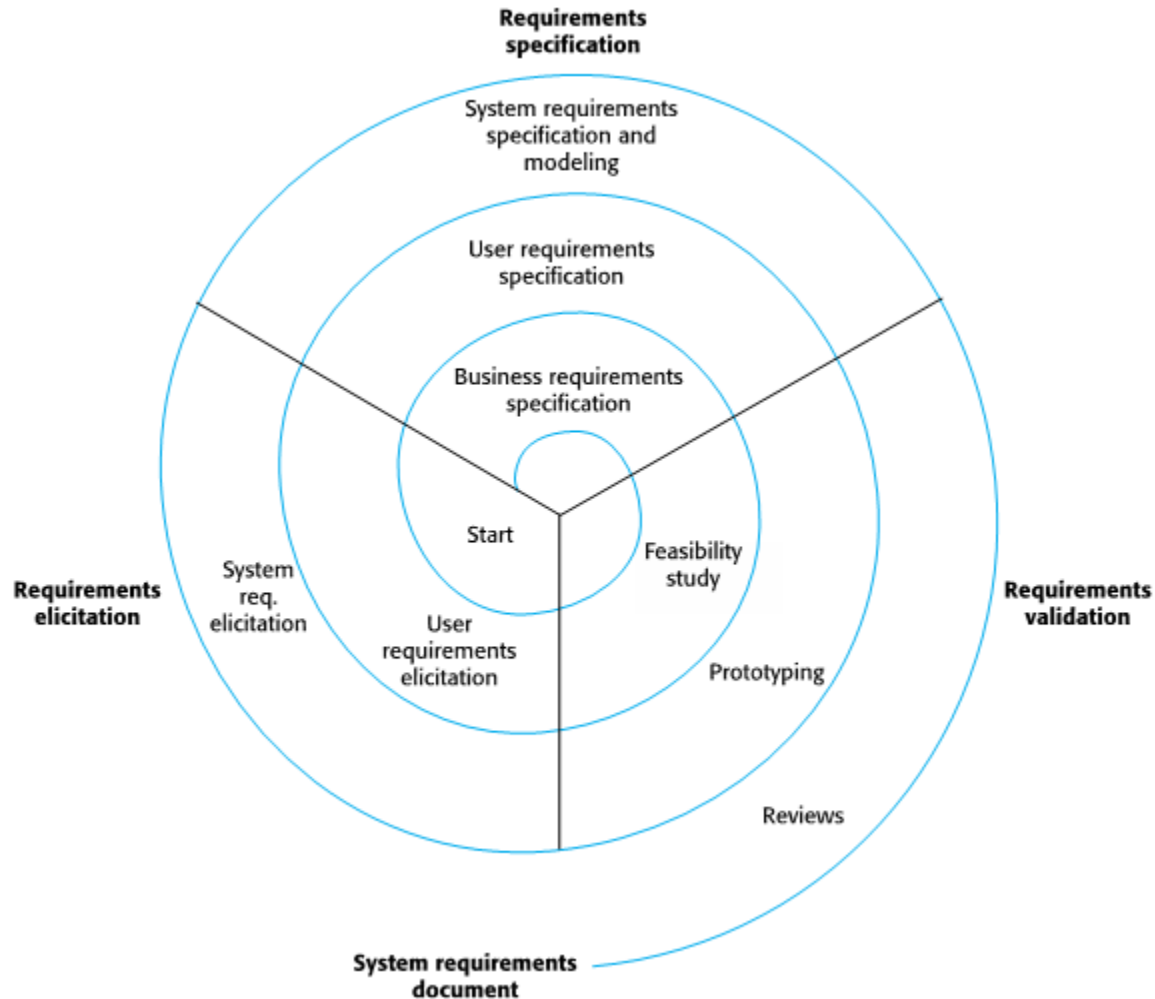 Requirements
specification
System requirements
specification and
modeling
User requirements
specification
Business requirements
specification
Start
Feasibility
study
System
req.
elicitation
Requirements
elicitation
Requirements
validation
User
requirements
elicitation
Prototyping
Reviews
System requirements
document